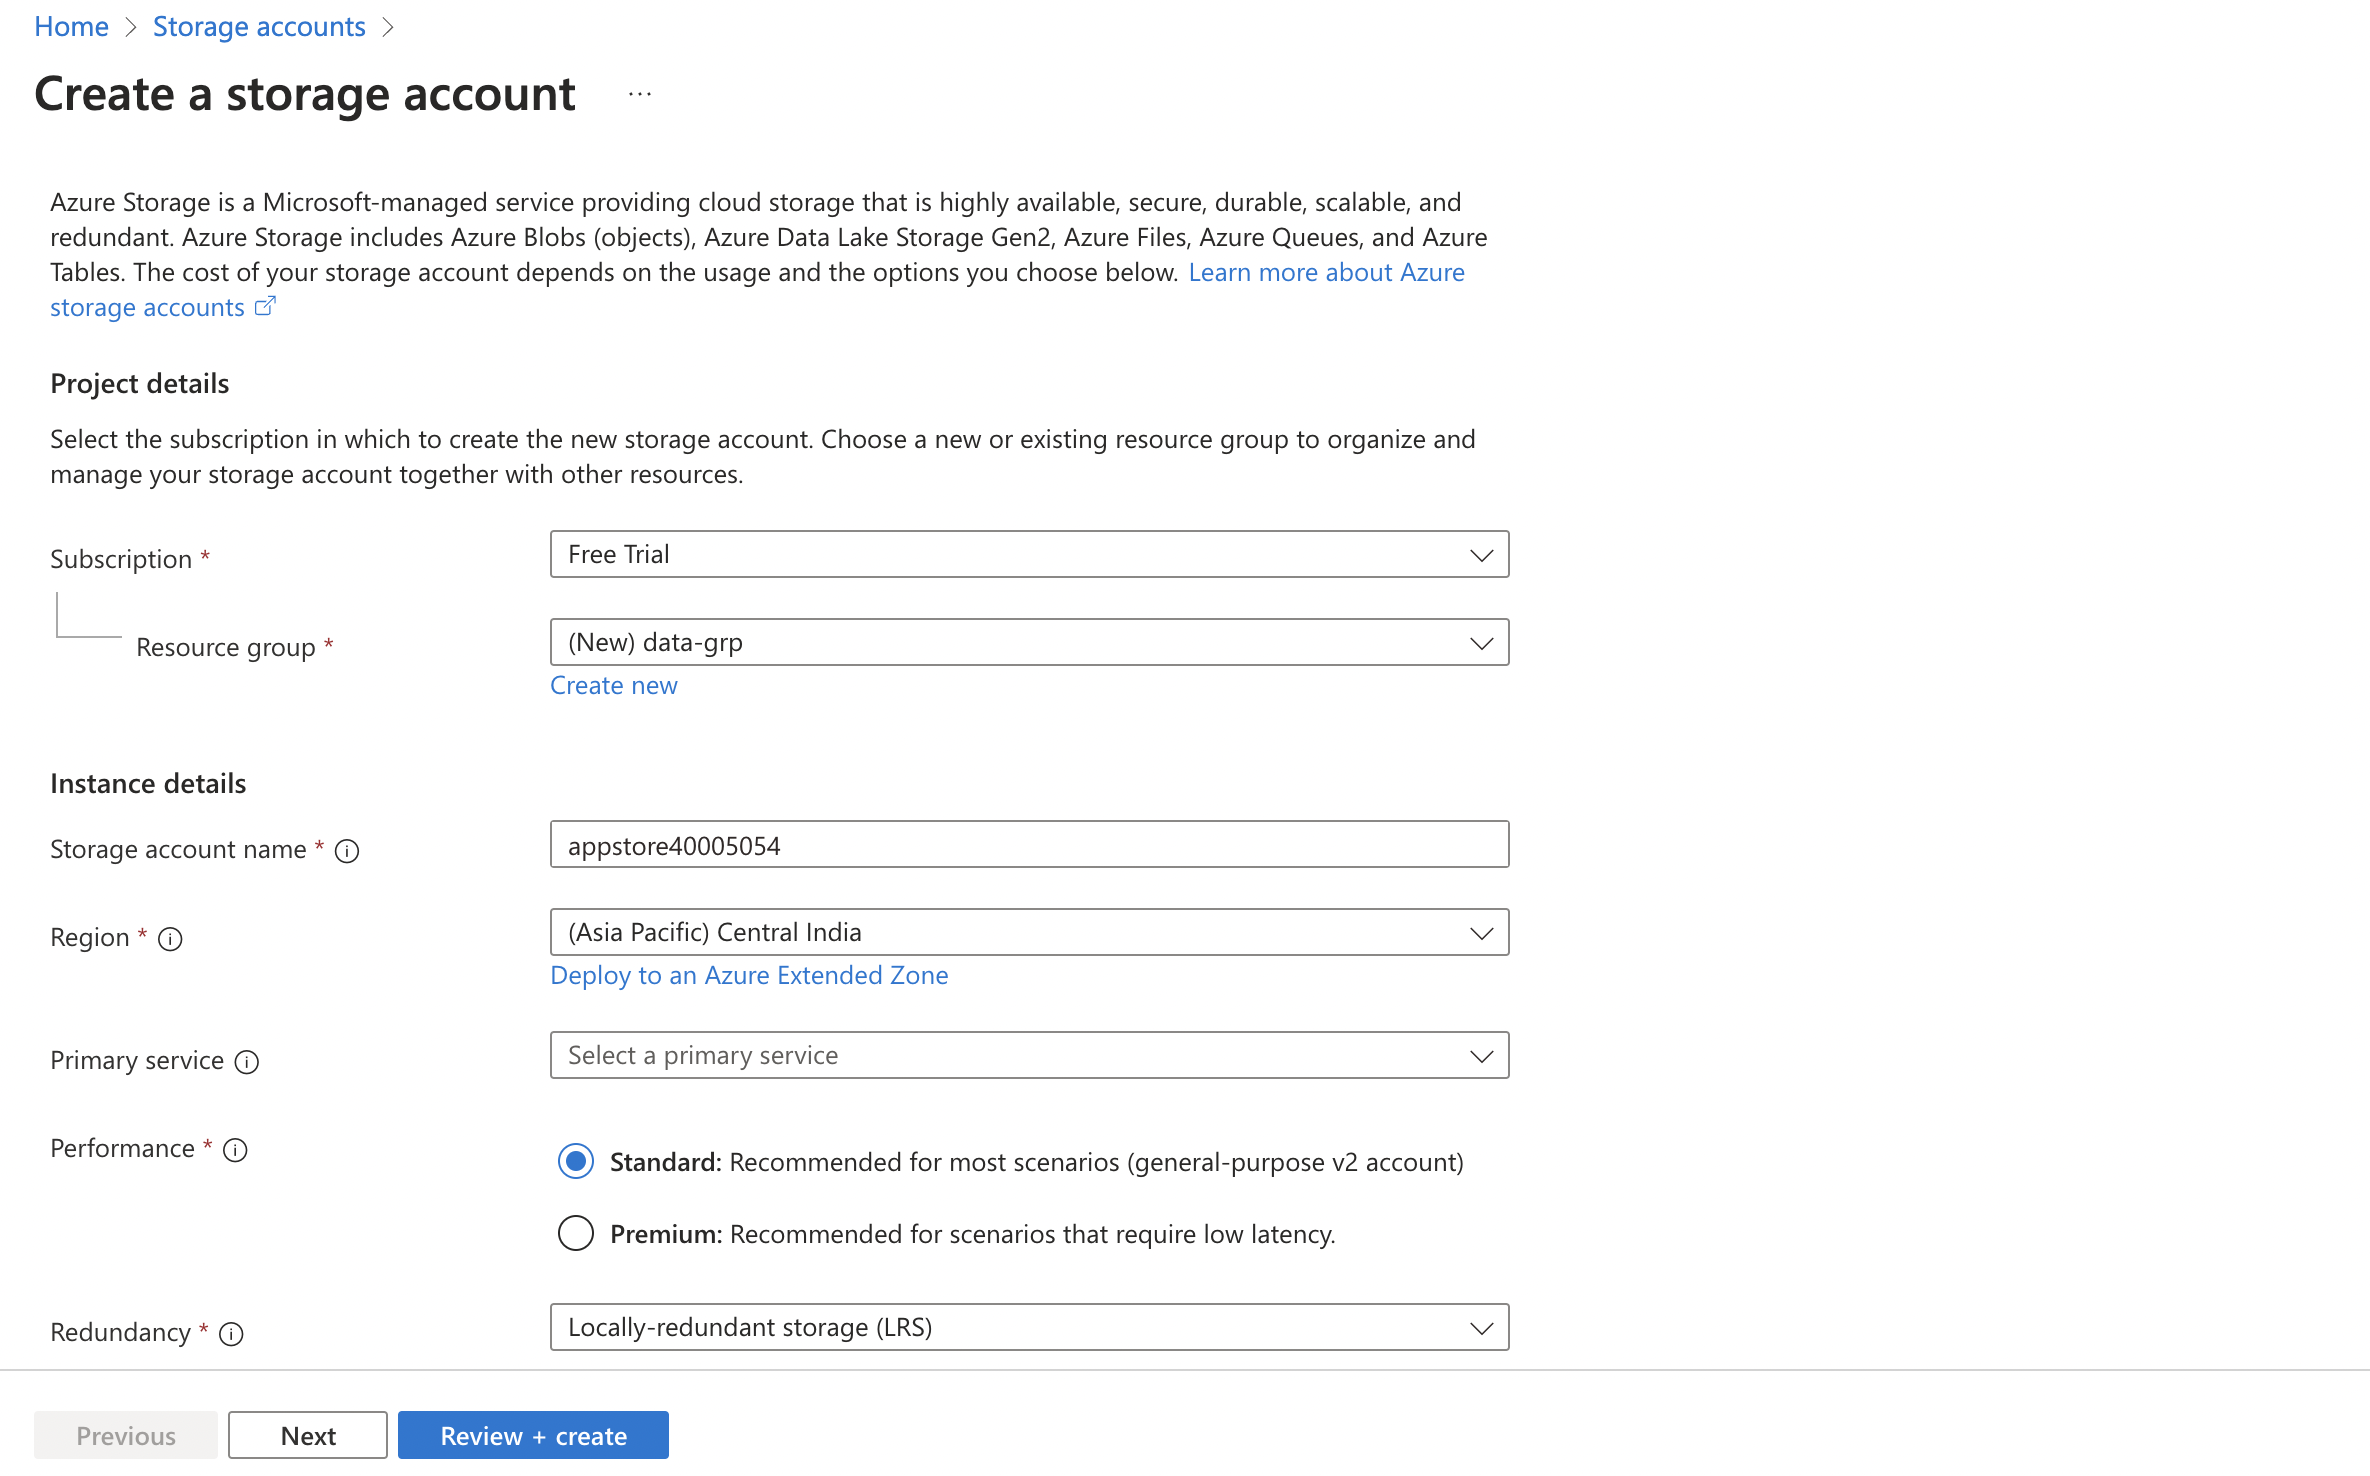 Home > Storage accounts >
Create a storage account ...
Azure Storage is a Microsoft-managed service providing cloud storage that is highly available, secure, durable, scalable, and
redundant. Azure Storage includes Azure Blobs (objects), Azure Data Lake Storage Gen2, Azure Files, Azure Queues, and Azure
Tables. The cost of your storage account depends on the usage and the options you choose below. Learn more about Azure
storage accounts
Project details
Select the subscription in which to create the new storage account. Choose a new or existing resource group to organize and
manage your storage account together with other resources.
Subscription * Free Trial
Resource group * (New) data-grp
Create new
Instance details
Storage account name * appstore40005054
Region * (Asia Pacific) Central India
Deploy to an Azure Extended Zone
Primary service Select a primary service
Performance * Standard: Recommended for most scenarios (general-purpose v2 account)
Premium: Recommended for scenarios that require low latency.
Redundancy * Locally-redundant storage (LRS)
Previous Next Review + create